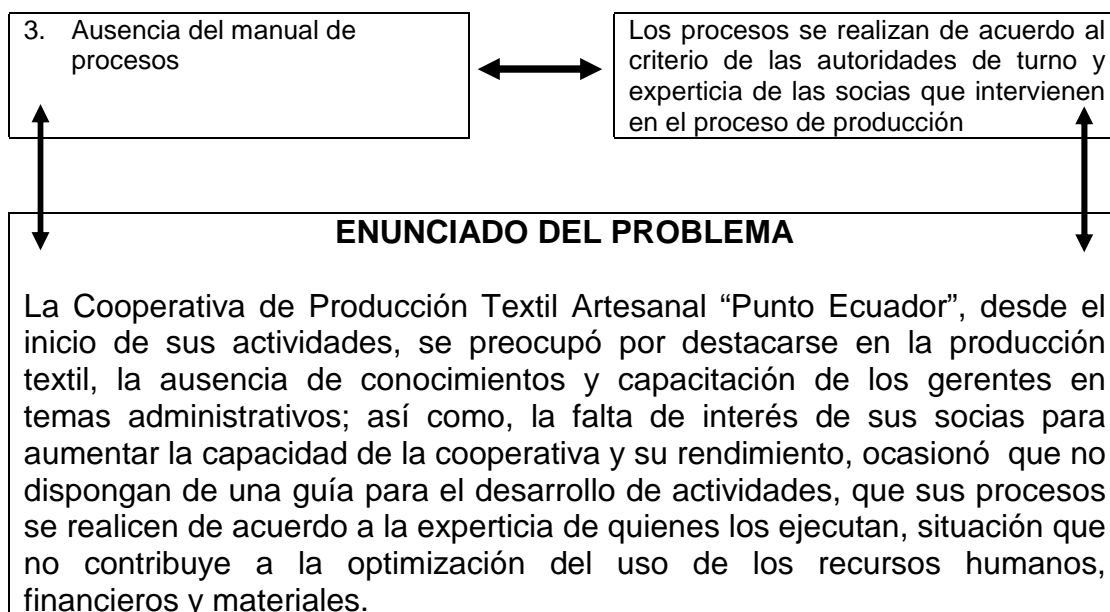 3. Ausencia del manual de
procesos
Los procesos se realizan de acuerdo al
criterio de las autoridades de turno y
experticia de las socias que intervienen
en el proceso de producción
ENUNCIADO DEL PROBLEMA
La Cooperativa de Producción Textil Artesanal “Punto Ecuador”, desde el
inicio de sus actividades, se preocupó por destacarse en la producción
textil, la ausencia de conocimientos y capacitación de los gerentes en
temas administrativos; así como, la falta de interés de sus socias para
aumentar la capacidad de la cooperativa y su rendimiento, ocasionó que no
dispongan de una guía para el desarrollo de actividades, que sus procesos
se realicen de acuerdo a la experticia de quienes los ejecutan, situación que
no contribuye a la optimización del uso de los recursos humanos,
financieros y materiales.